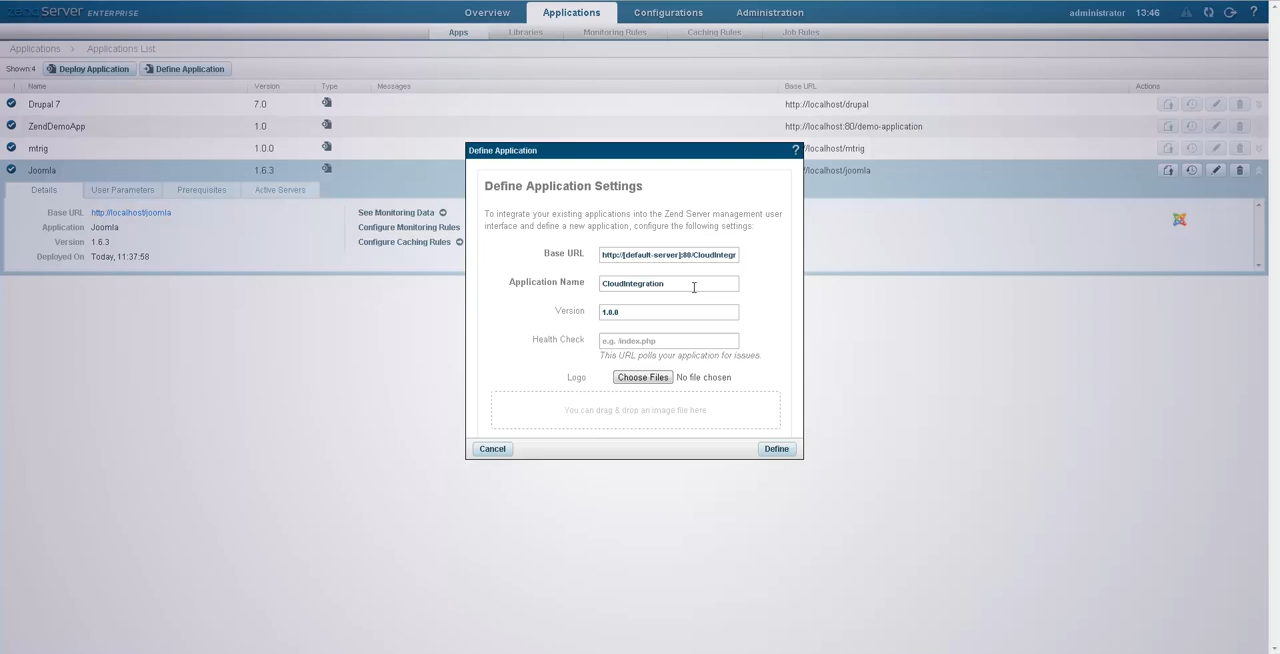 zend Server ENTERPRISE
Overview
Applications
Configurations
Administration
administrator 13:46 ?
Apps
Libraries
Monitoring Rules
Caching Rules
Job Rules
Applications > Applications List
Shown:4 Deploy Application Define Application
! Name Version Type Messages Base URL Actions
Drupal 7 7.0 http://localhost/drupal
ZendDemoApp 1.0 http://localhost:80/demo-application
mtrig 1.0.0 //localhost/mtrig
Joomla 1.6.3 //localhost/joomla
Details User Parameters Prerequisites Active Servers
Base URL http://localhost/joomla
Application Joomla
Version 1.6.3
Deployed On Today, 11:37:58
See Monitoring Data
Configure Monitoring Rules
Configure Caching Rules
Define Application ?
Define Application Settings
To integrate your existing applications into the Zend Server management user
interface and define a new application, configure the following settings:
Base URL http://[default-server]:80/CloudIntegr
Application Name CloudIntegration
Version 1.0.0
Health Check e.g. /index.php
This URL polls your application for issues.
Logo Choose Files No file chosen
You can drag & drop an image file here
Cancel Define